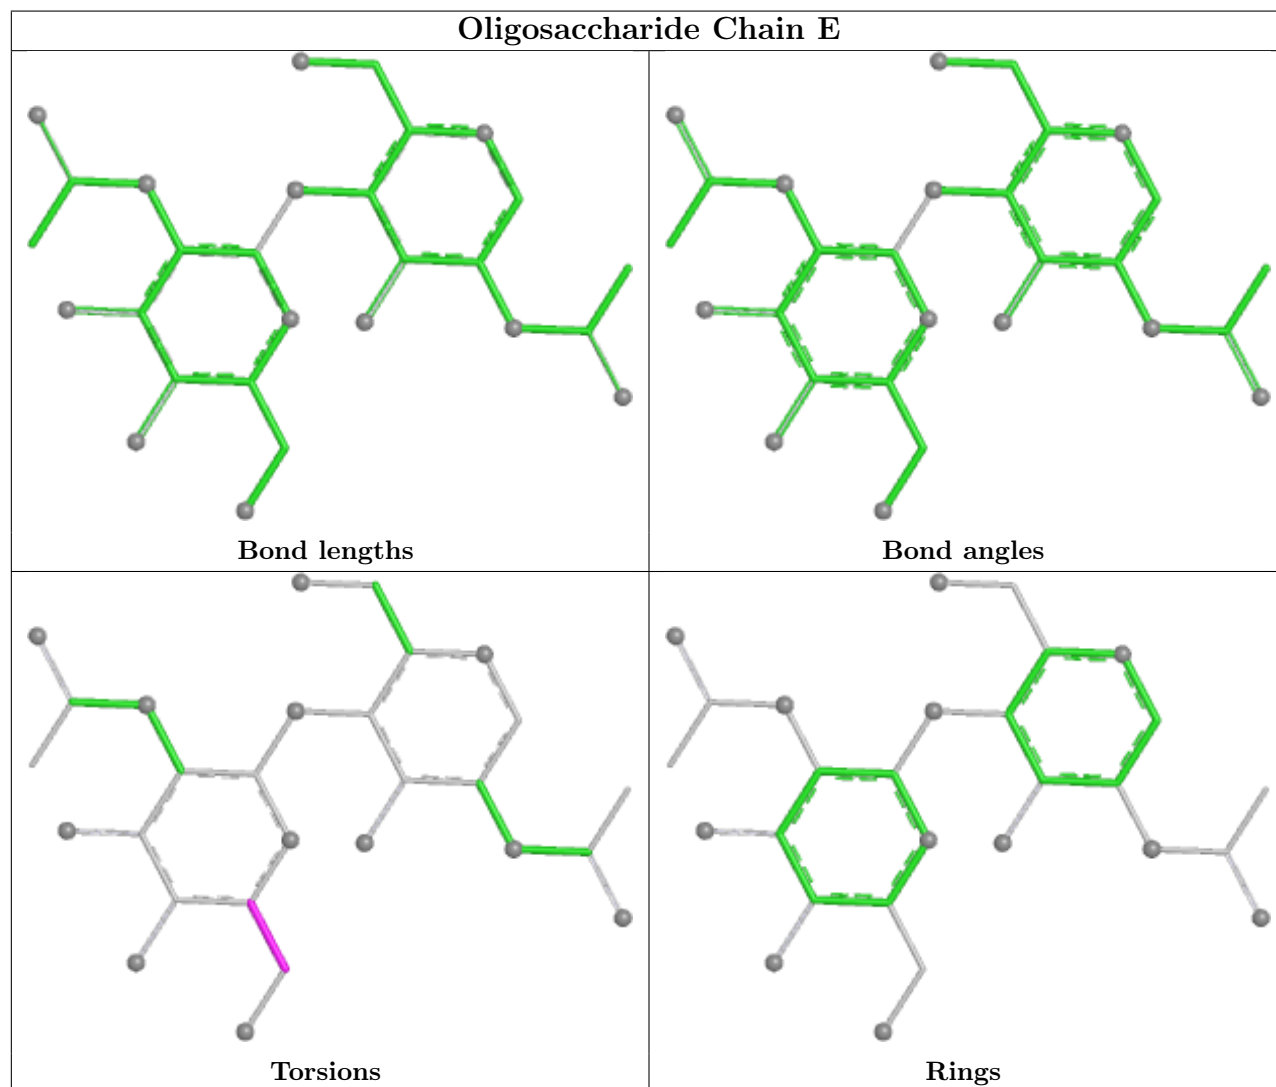 Oligosaccharide Chain E
Bond lengths
Bond angles
Torsions
Rings